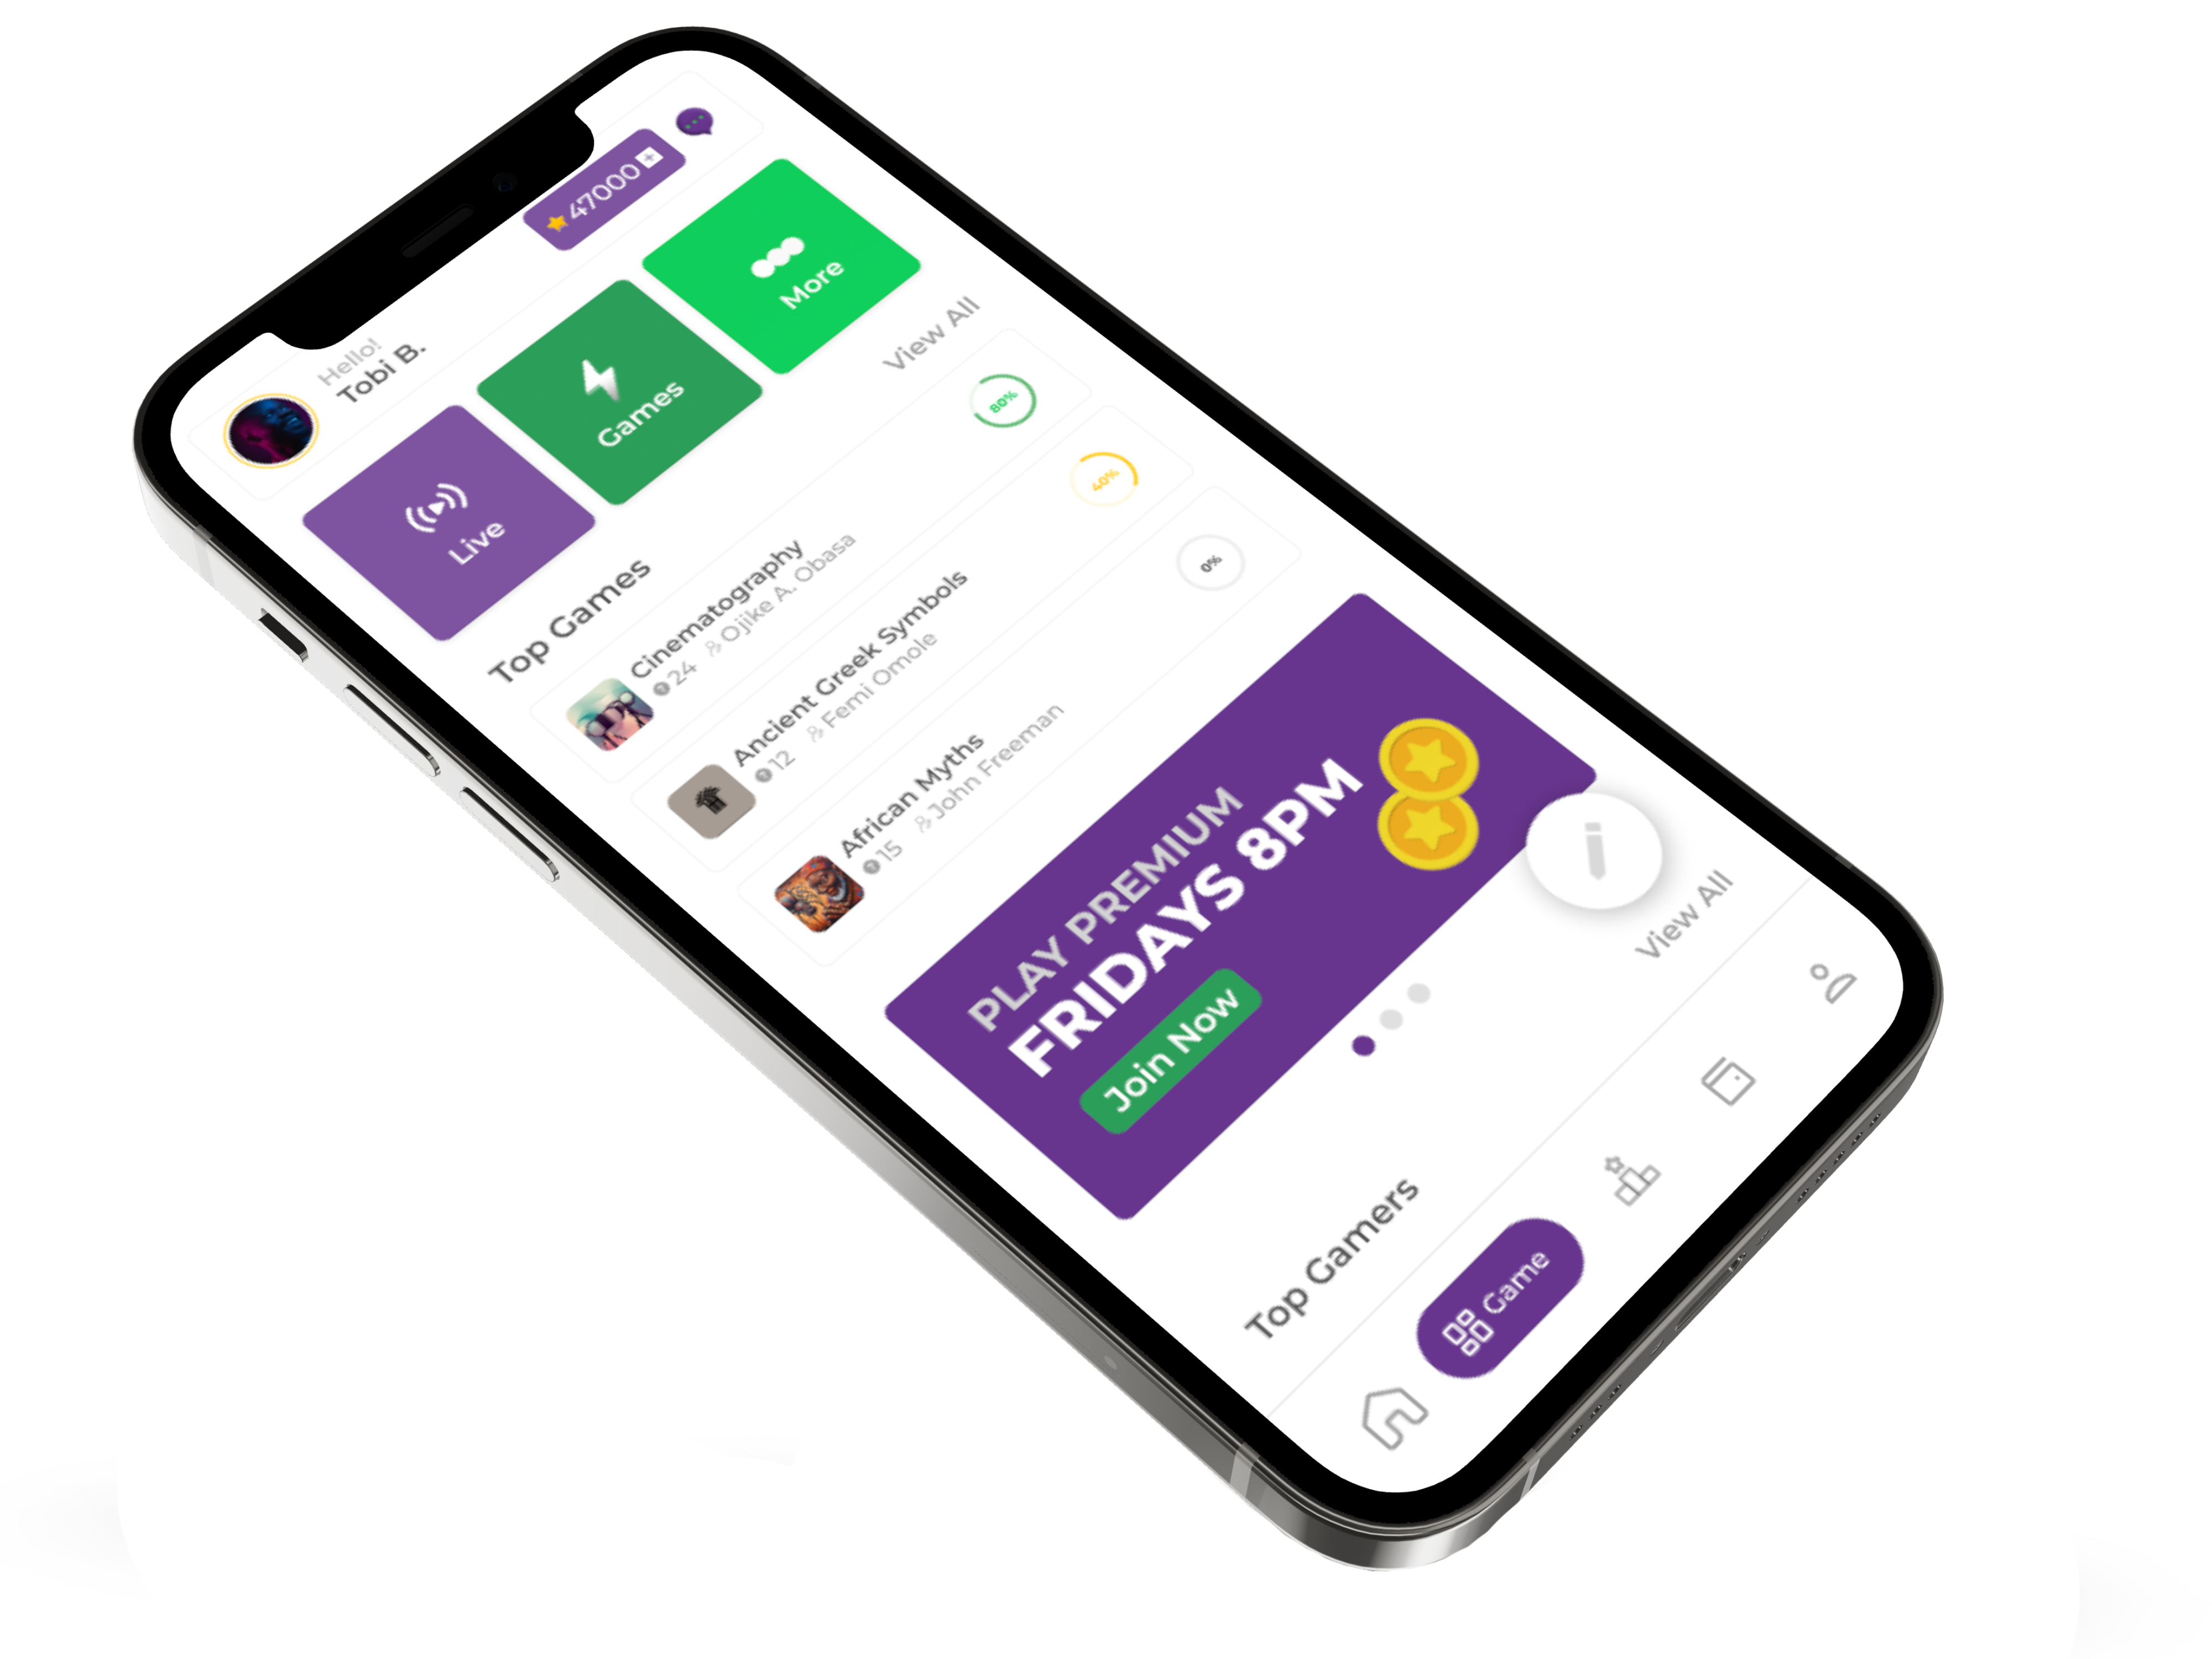 Hello!
Tobi B.
47000
Live
Games
More
Top Games
View All
Cinematography
24 Ojike A. Obasa
80%
Ancient Greek Symbols
12 Femi Omole
40%
African Myths
15 John Freeman
0%
PLAY PREMIUM
FRIDAYS 8PM
Join Now
Top Gamers
View All
Game